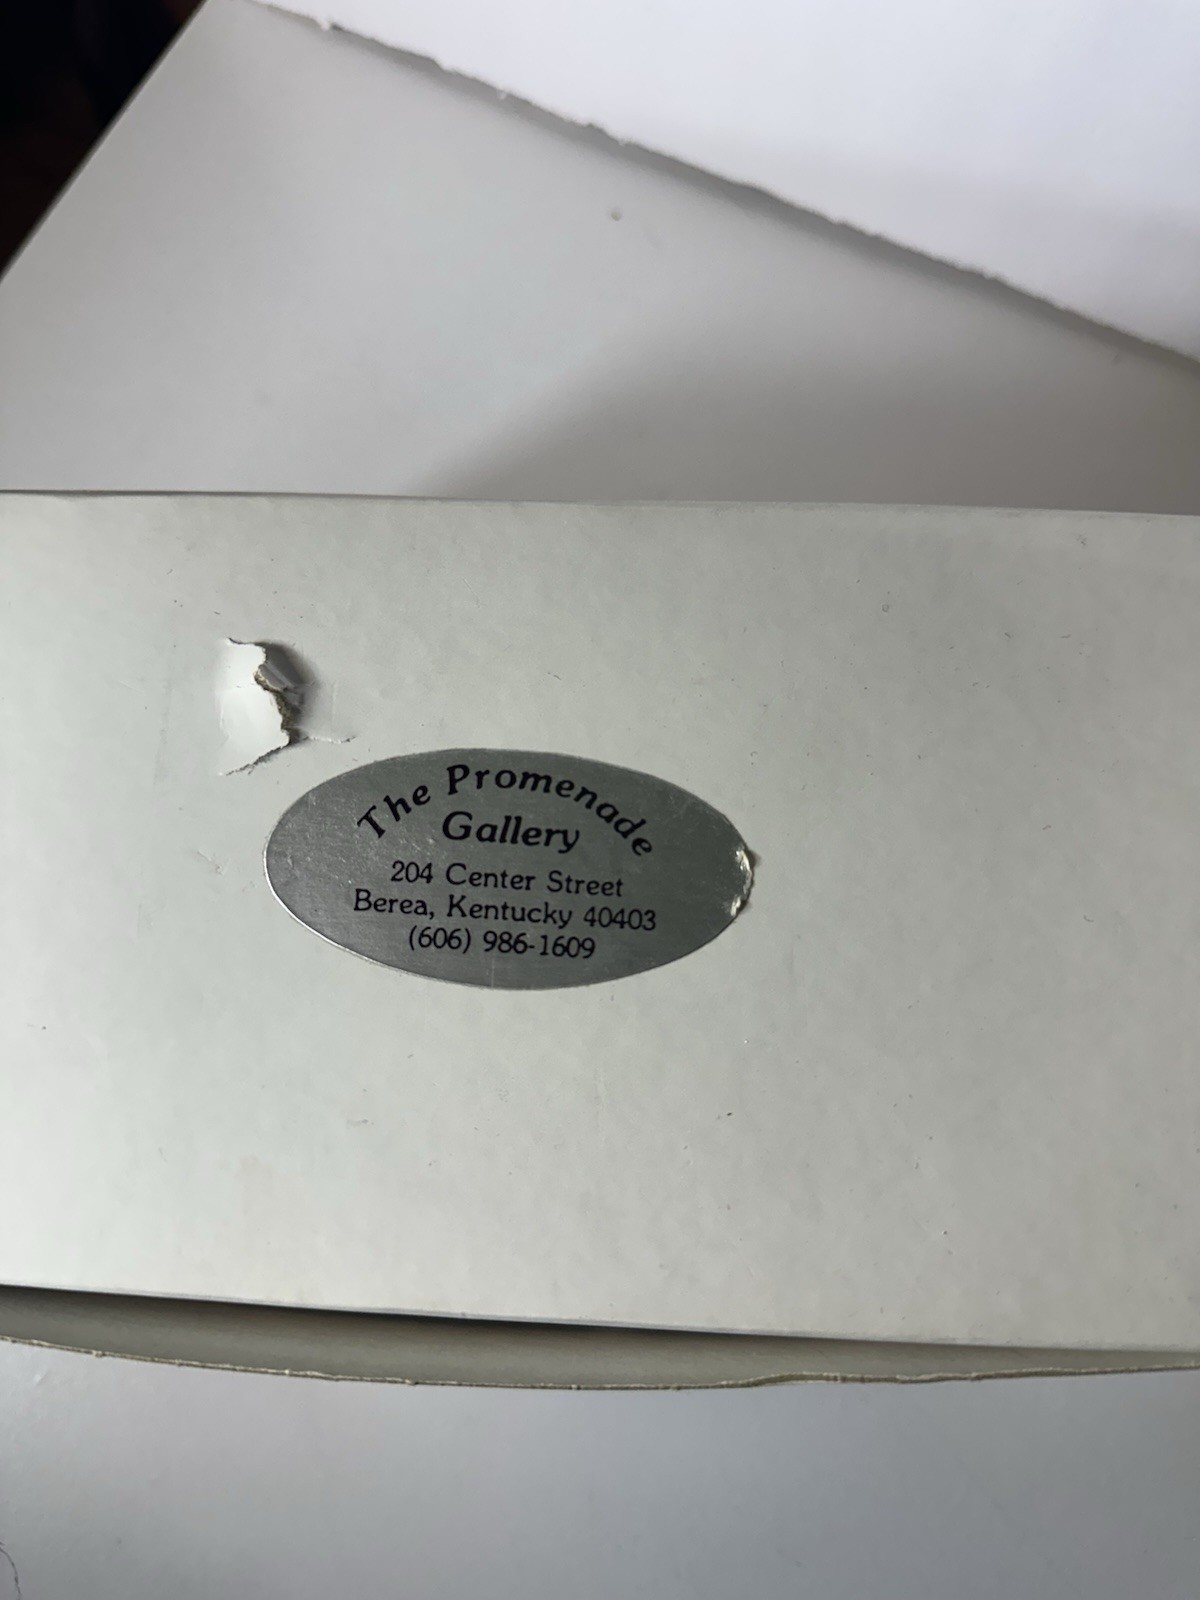 The Promenade
Gallery
204 Center Street
Berea, Kentucky 40403
(606) 986-1609